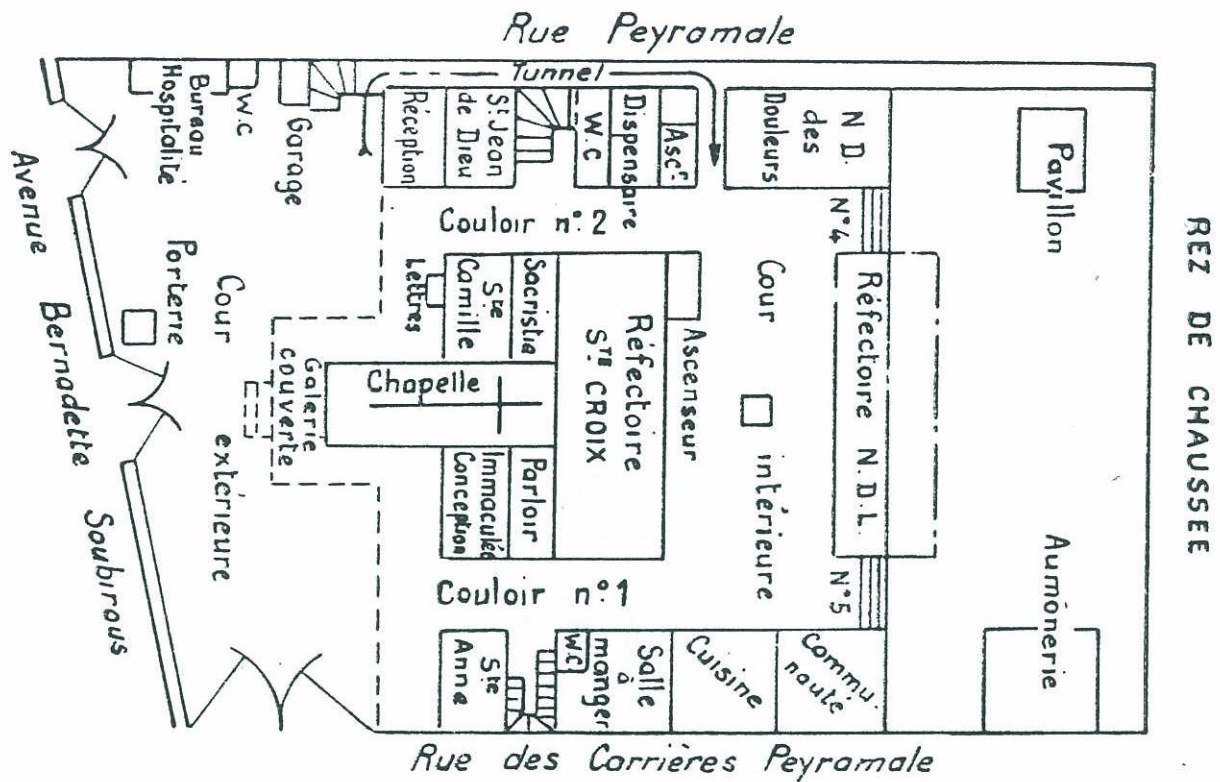 REZ DE CHAUSSEE
Rue Peyramale
Tunnel
Bureau
Hospitalité
W.C
Garage
Réception
St Jean
de Dieu
W.C
Dispensaire
Ascr
N D.
des
Douleurs
Pavillon
Avenue
Bernadette
Soubirous
Porterie
Cour
extérieure
Couloir n° 2
N°4
Lettres
Ste
Camille
Sacristia
Réfectoire
STE CROIX
Ascenseur
Cour
intérieure
Réfectoire N.D.L
Galerie
couverte
Chapelle
Immaculée
Conception
Parloir
Couloir n° 1
N°5
Aumônerie
Ste
Anne
W.C
Salle
à
manger
Cuisine
Commu.
nauté
Rue des Carrières Peyramale